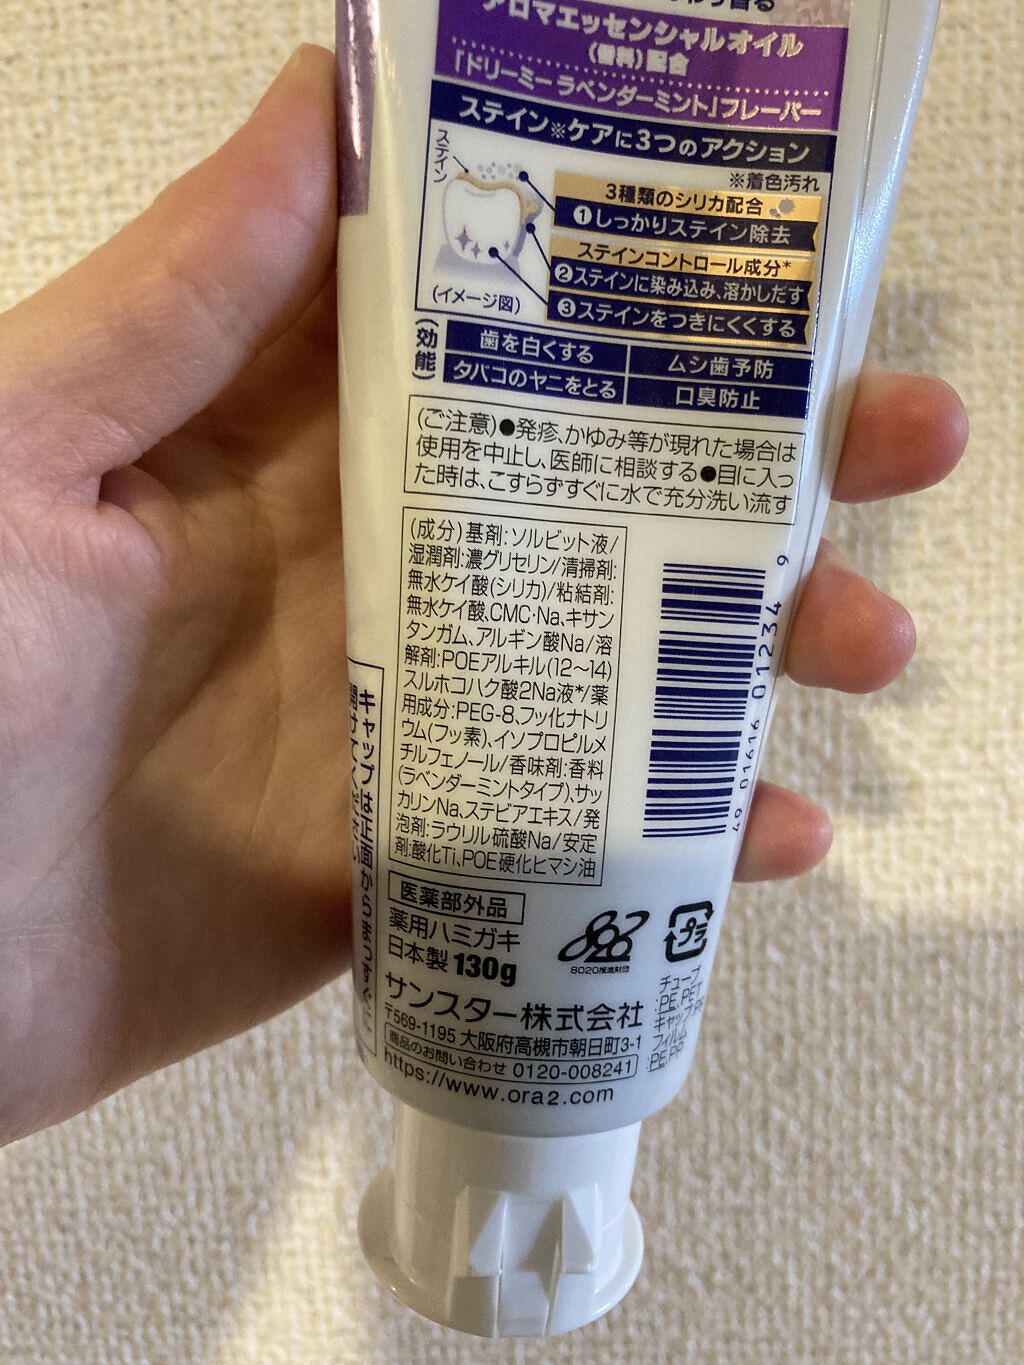 アロマエッセンシャルオイル
(香料)配合
「ドリーミーラベンダーミント」フレーバー
ステイン※ケアに3つのアクション
※着色汚れ
ステイン
3種類のシリカ配合
①しっかりステイン除去
ステインコントロール成分*
②ステインに染み込み、溶かしだす
③ステインをつきにくくする
(イメージ図)
(効能)
歯を白くする
ムシ歯予防
タバコのヤニをとる
口臭防止
(ご注意)●発疹、かゆみ等が現れた場合は
使用を中止し、医師に相談する●目に入っ
た時は、こすらずすぐに水で充分洗い流す
(成分)基剤:ソルビット液/
湿潤剤:濃グリセリン/清掃剤:
無水ケイ酸(シリカ)/粘結剤:
無水ケイ酸、CMC・Na、キサン
タンガム、アルギン酸Na/溶
解剤:POEアルキル(12〜14)
スルホコハク酸2Na液*/薬
用成分:PEG-8、フッ化ナトリ
ウム(フッ素)、イソプロピルメ
チルフェノール/香味剤:香料
(ラベンダーミントタイプ)、サッ
カリンNa、ステビアエキス/発
泡剤:ラウリル硫酸Na/安定
剤:酸化Ti、POE硬化ヒマシ油
4901616012349
キャップは正面からまっすぐに
開けてください
医薬部外品
薬用ハミガキ
日本製 130g
8020
8020推進財団
プラ
チューブ
:PE,PET
キャップ:PP
フィルム
:PE,PP
サンスター株式会社
〒569-1195 大阪府高槻市朝日町3-1
商品のお問い合わせ 0120-008241
https://www.ora2.com